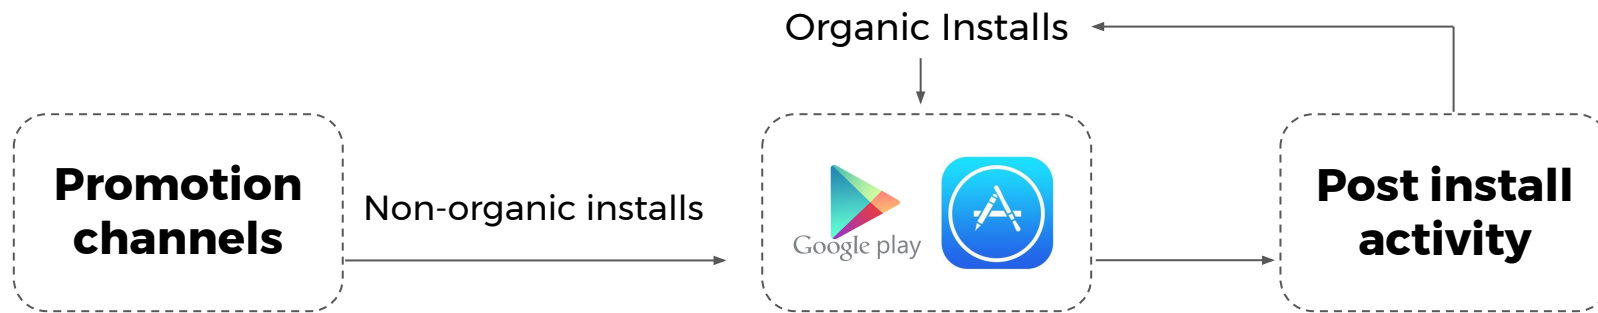 Organic Installs
Promotion
channels
Non-organic installs
Google play
Post install
activity